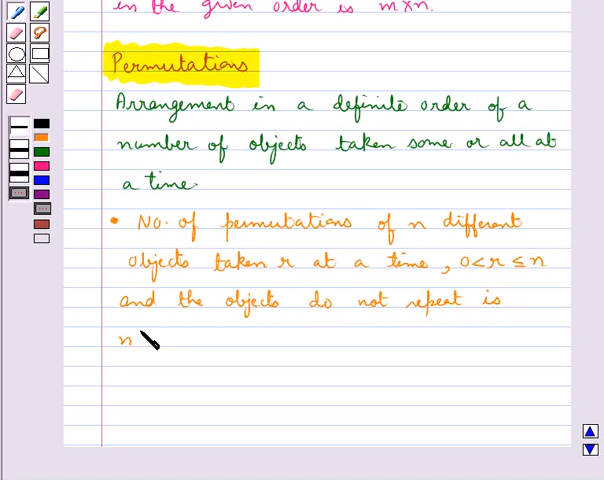 in the given order is m×n.
Permutations
Arrangement in a definite order of a
number of objects taken some or all at
a time.
• No. of permutations of n different
objects taken r at a time, 0<r≤n
and the objects do not repeat is
n